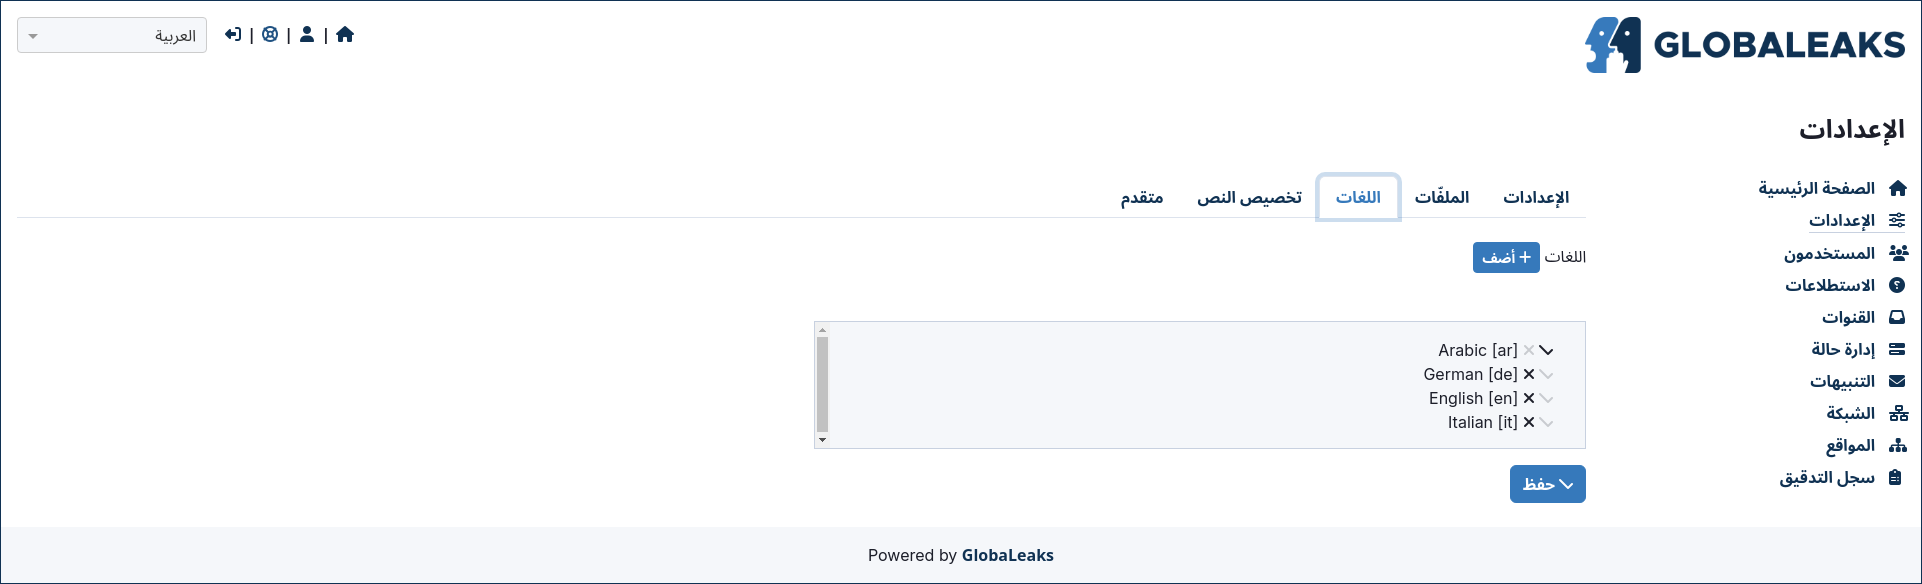 GLOBALEAKS
| | |
العربية
الإعدادات
الصفحة الرئيسية
الإعدادات
المستخدمون
الاستطلاعات
القنوات
إدارة حالة
التنبيهات
الشبكة
المواقع
سجل التدقيق
الإعدادات
الملفّات
اللغات
تخصيص النص
متقدم
اللغات
أضف
Arabic [ar]
German [de]
English [en]
Italian [it]
حفظ
Powered by GlobaLeaks